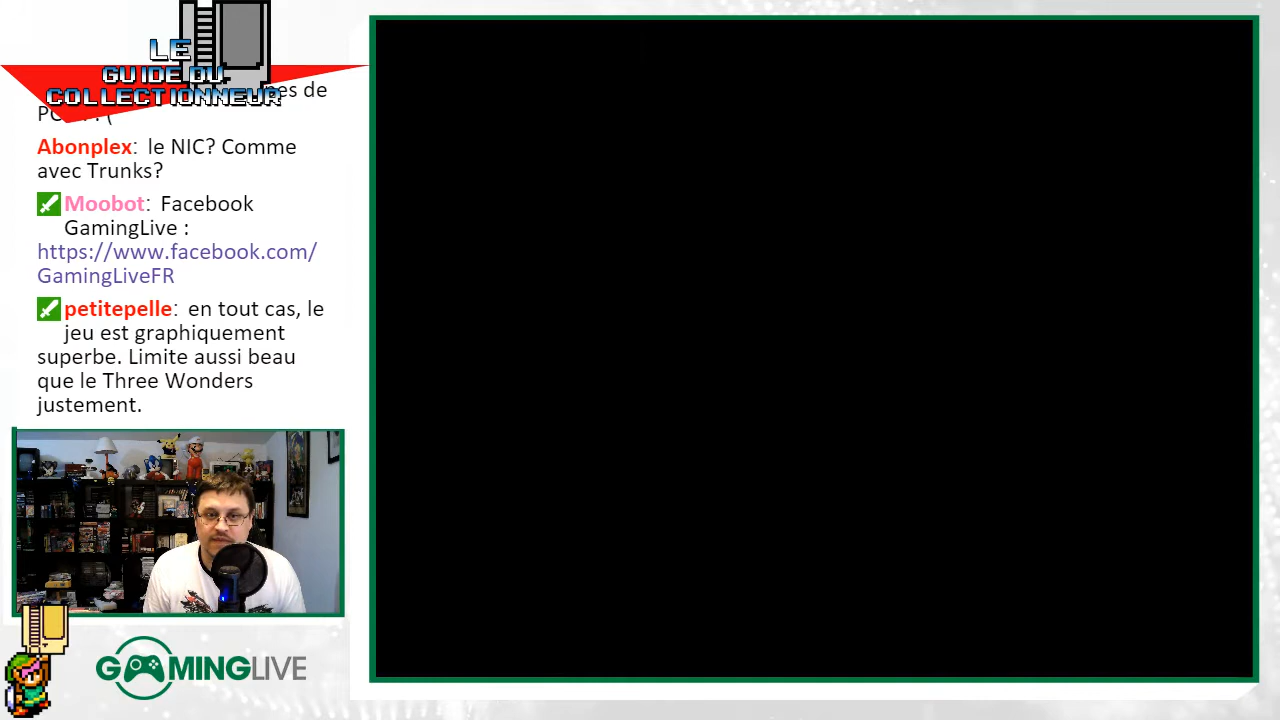 LE
GUIDE DU
COLLECTIONNEUR
de
Abonplex: le NIC? Comme
avec Trunks?
Moobot: Facebook
GamingLive :
https://www.facebook.com/
GamingLiveFR
petitepelle: en tout cas, le
jeu est graphiquement
superbe. Limite aussi beau
que le Three Wonders
justement.
GAMINGLIVE